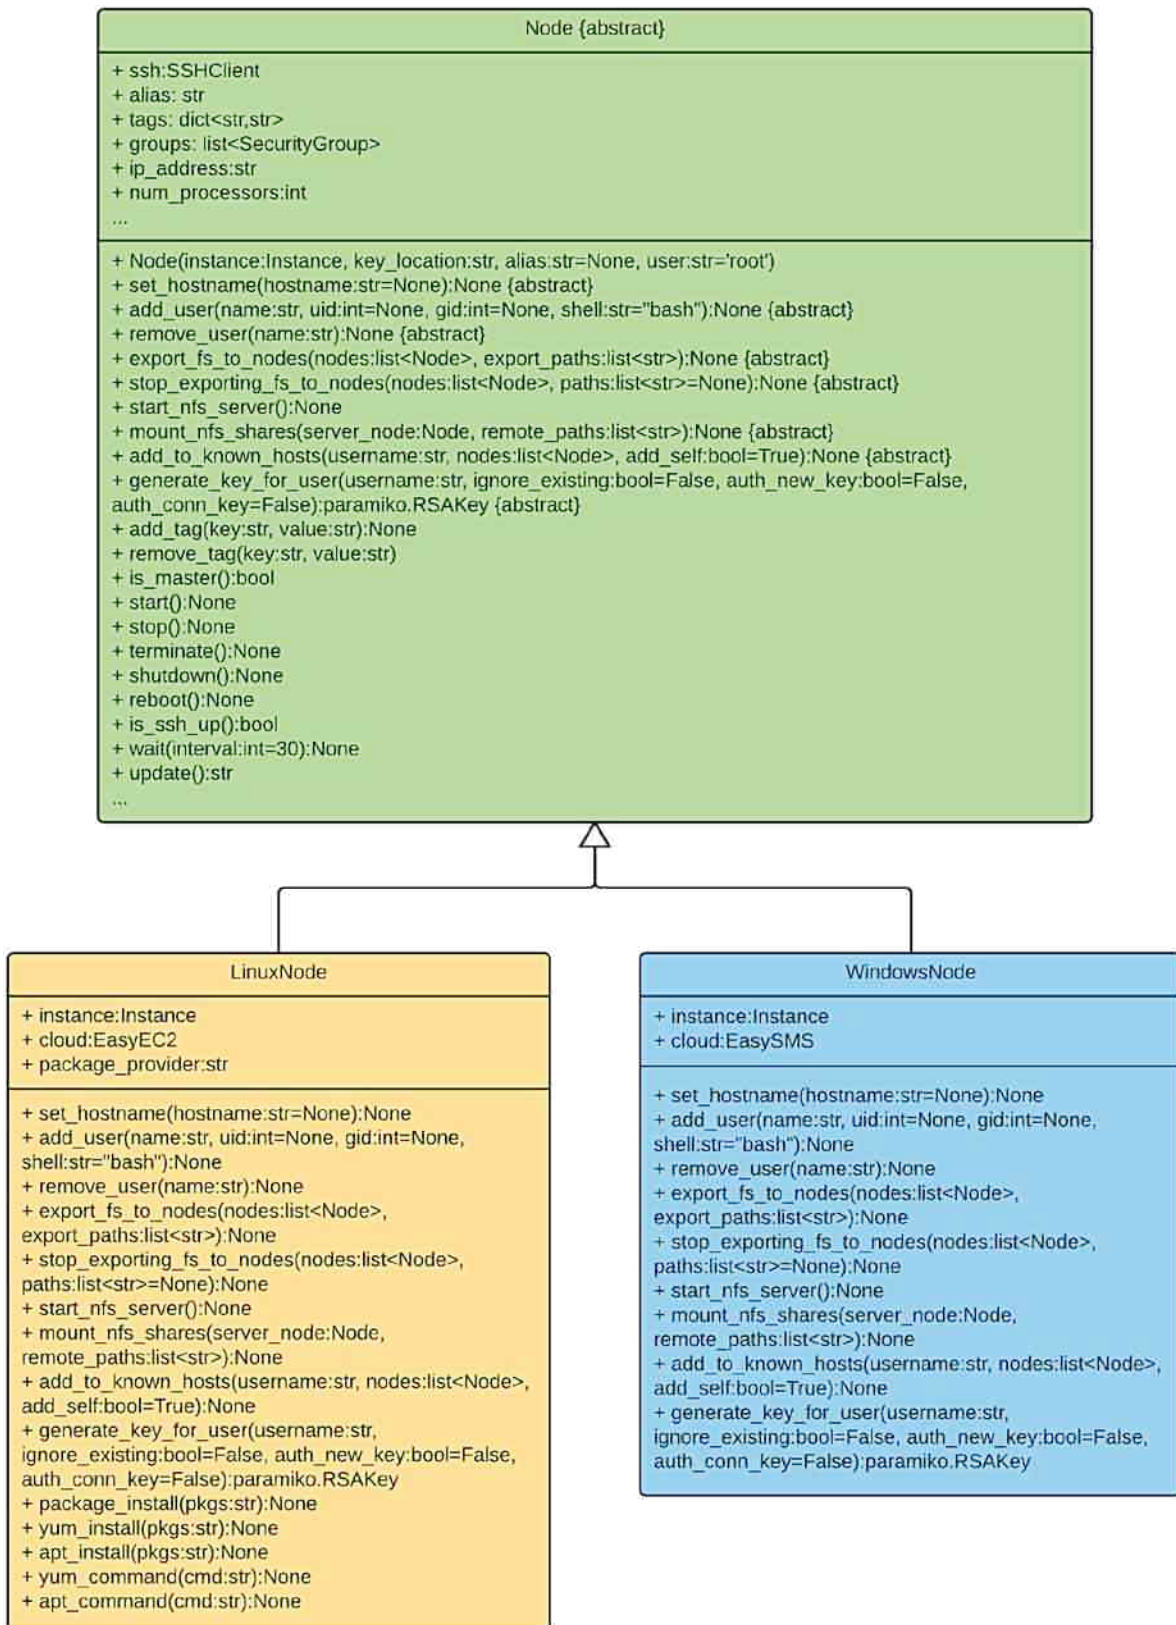 Node {abstract}
+ ssh:SSHClient
+ alias: str
+ tags: dict<str,str>
+ groups: list<SecurityGroup>
+ ip_address:str
+ num_processors:int
...
+ Node(instance:Instance, key_location:str, alias:str=None, user:str='root')
+ set_hostname(hostname:str=None):None {abstract}
+ add_user(name:str, uid:int=None, gid:int=None, shell:str="bash"):None {abstract}
+ remove_user(name:str):None {abstract}
+ export_fs_to_nodes(nodes:list<Node>, export_paths:list<str>):None {abstract}
+ stop_exporting_fs_to_nodes(nodes:list<Node>, paths:list<str>=None):None {abstract}
+ start_nfs_server():None
+ mount_nfs_shares(server_node:Node, remote_paths:list<str>):None {abstract}
+ add_to_known_hosts(username:str, nodes:list<Node>, add_self:bool=True):None {abstract}
+ generate_key_for_user(username:str, ignore_existing:bool=False, auth_new_key:bool=False,
auth_conn_key=False):paramiko.RSAKey {abstract}
+ add_tag(key:str, value:str):None
+ remove_tag(key:str, value:str)
+ is_master():bool
+ start():None
+ stop():None
+ terminate():None
+ shutdown():None
+ reboot():None
+ is_ssh_up():bool
+ wait(interval:int=30):None
+ update():str
...
LinuxNode
+ instance:Instance
+ cloud:EasyEC2
+ package_provider:str
+ set_hostname(hostname:str=None):None
+ add_user(name:str, uid:int=None, gid:int=None,
shell:str="bash"):None
+ remove_user(name:str):None
+ export_fs_to_nodes(nodes:list<Node>,
export_paths:list<str>):None
+ stop_exporting_fs_to_nodes(nodes:list<Node>,
paths:list<str>=None):None
+ start_nfs_server():None
+ mount_nfs_shares(server_node:Node,
remote_paths:list<str>):None
+ add_to_known_hosts(username:str, nodes:list<Node>,
add_self:bool=True):None
+ generate_key_for_user(username:str,
ignore_existing:bool=False, auth_new_key:bool=False,
auth_conn_key=False):paramiko.RSAKey
+ package_install(pkgs:str):None
+ yum_install(pkgs:str):None
+ apt_install(pkgs:str):None
+ yum_command(cmd:str):None
+ apt_command(cmd:str):None
WindowsNode
+ instance:Instance
+ cloud:EasySMS
+ set_hostname(hostname:str=None):None
+ add_user(name:str, uid:int=None, gid:int=None,
shell:str="bash"):None
+ remove_user(name:str):None
+ export_fs_to_nodes(nodes:list<Node>,
export_paths:list<str>):None
+ stop_exporting_fs_to_nodes(nodes:list<Node>,
paths:list<str>=None):None
+ start_nfs_server():None
+ mount_nfs_shares(server_node:Node,
remote_paths:list<str>):None
+ add_to_known_hosts(username:str, nodes:list<Node>,
add_self:bool=True):None
+ generate_key_for_user(username:str,
ignore_existing:bool=False, auth_new_key:bool=False,
auth_conn_key=False):paramiko.RSAKey